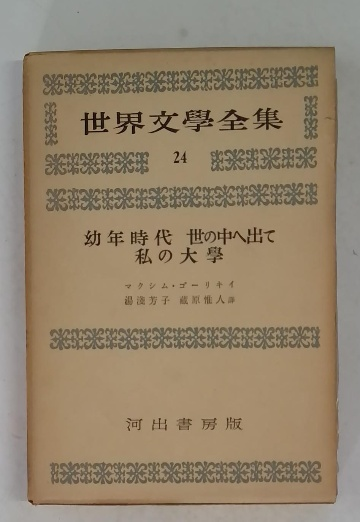 世界文學全集
24
幼年時代 世の中へ出て
私の大學
マクシム・ゴーリキイ
湯淺芳子 蔵原惟人 譯
河出書房版